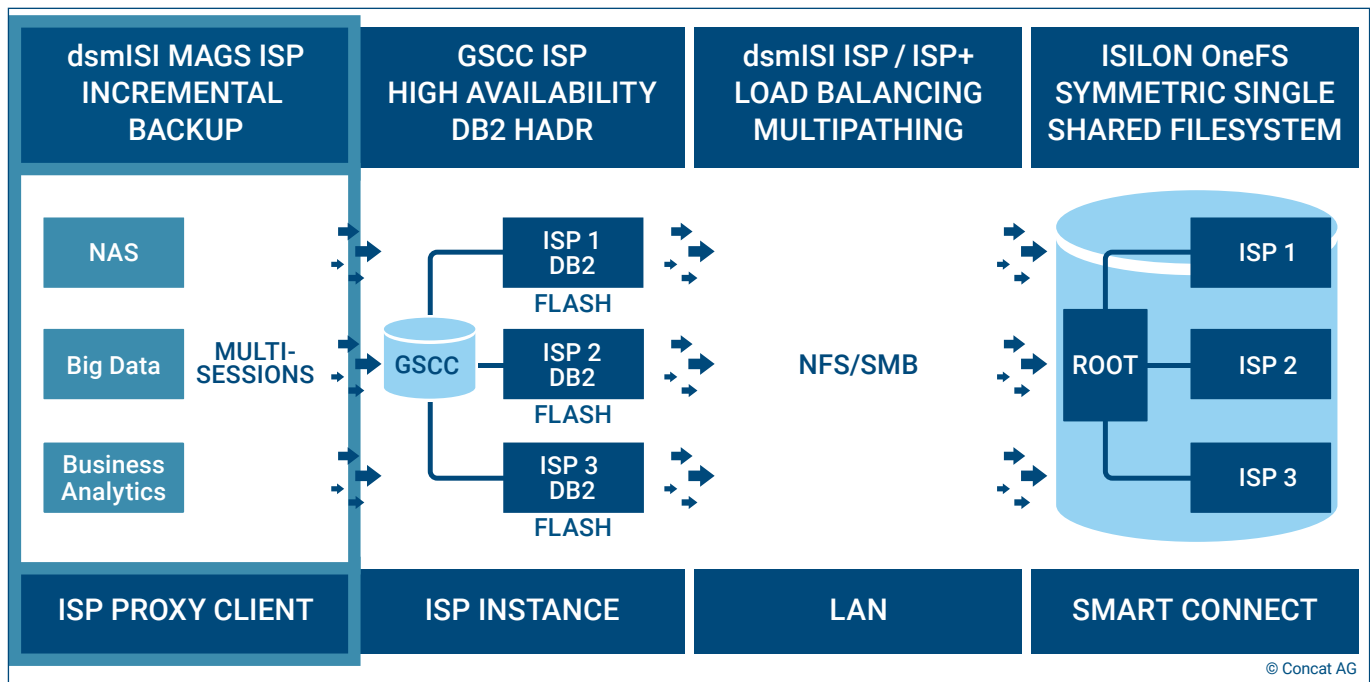 dsmISI MAGS ISP
INCREMENTAL
BACKUP
GSCC ISP
HIGH AVAILABILITY
DB2 HADR
dsmISI ISP / ISP+
LOAD BALANCING
MULTIPATHING
ISILON OneFS
SYMMETRIC SINGLE
SHARED FILESYSTEM
NAS
Big Data
Business
Analytics
MULTI-
SESSIONS
GSCC
ISP 1
DB2
FLASH
ISP 2
DB2
FLASH
ISP 3
DB2
FLASH
NFS/SMB
ROOT
ISP 1
ISP 2
ISP 3
ISP PROXY CLIENT
ISP INSTANCE
LAN
SMART CONNECT
© Concat AG